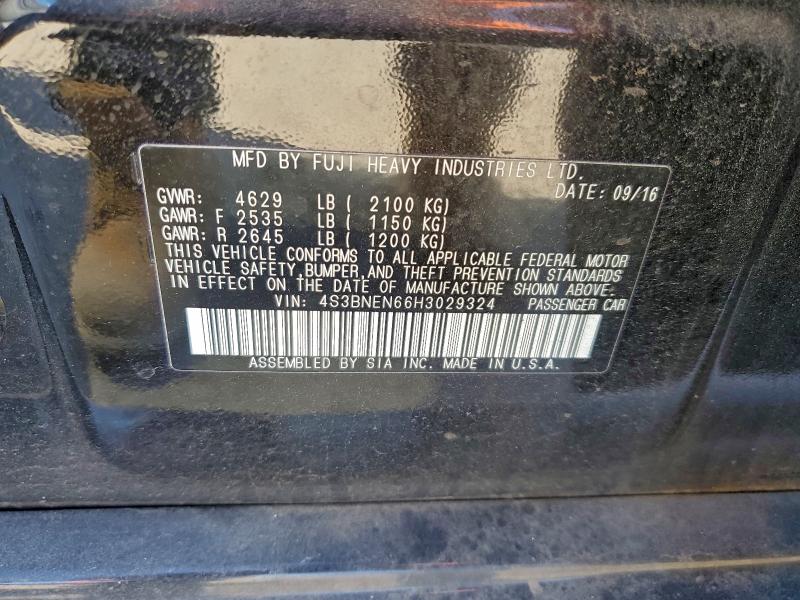 MFD BY FUJI HEAVY INDUSTRIES LTD.
DATE: 09/16
GVWR: 4629 LB ( 2100 KG)
GAWR: F 2535 LB ( 1150 KG)
GAWR: R 2645 LB ( 1200 KG)
THIS VEHICLE CONFORMS TO ALL APPLICABLE FEDERAL MOTOR
VEHICLE SAFETY, BUMPER, AND THEFT PREVENTION STANDARDS
IN EFFECT ON THE DATE OF MANUFACTURE SHOWN ABOVE.
VIN: 4S3BNEN66H3029324 PASSENGER CAR
ASSEMBLED BY SIA INC. MADE IN U.S.A.